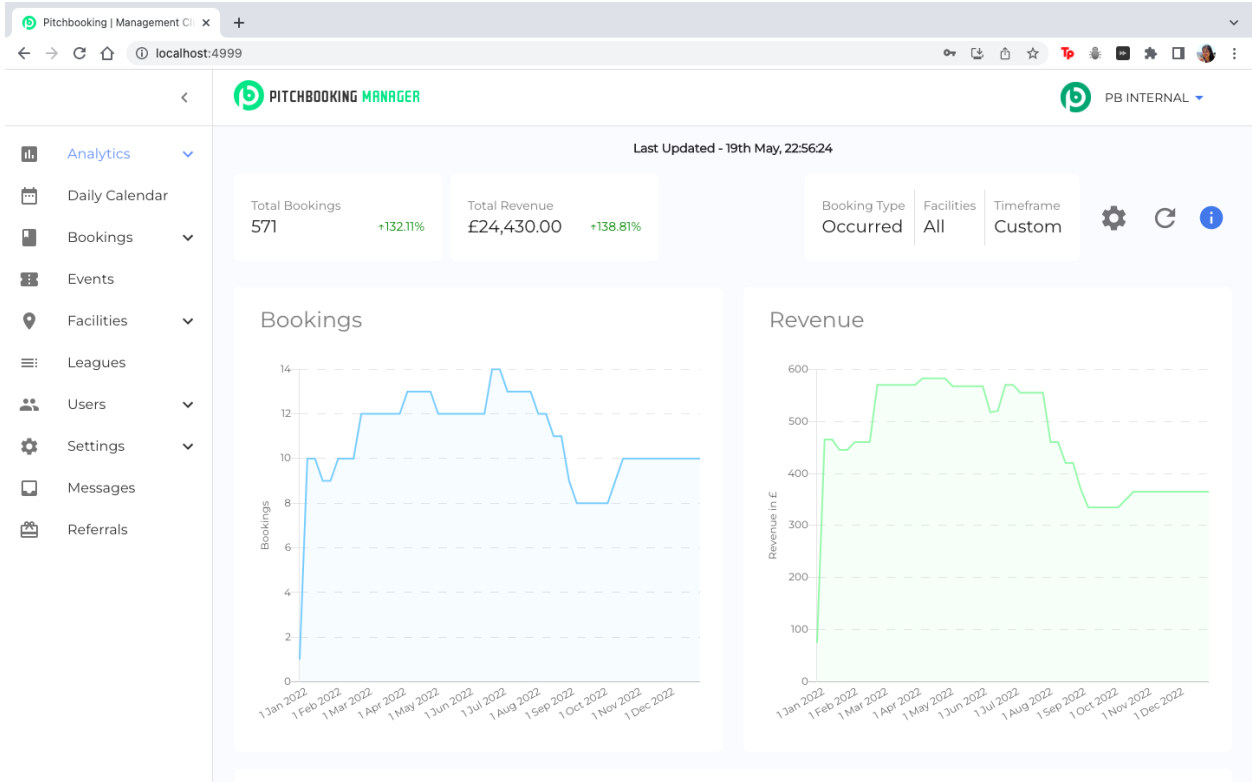 Pitchbooking | Management Cli
localhost:4999
PITCHBOOKING MANAGER
PB INTERNAL
Analytics
Daily Calendar
Bookings
Events
Facilities
Leagues
Users
Settings
Messages
Referrals
Last Updated - 19th May, 22:56:24
Total Bookings
571 ↑132.11%
Total Revenue
£24,430.00 ↑138.81%
Booking Type
Occurred
Facilities
All
Timeframe
Custom
Bookings
14
12
10
8
6
4
2
0
Bookings
1 Jan 2022
1 Feb 2022
1 Mar 2022
1 Apr 2022
1 May 2022
1 Jun 2022
1 Jul 2022
1 Aug 2022
1 Sep 2022
1 Oct 2022
1 Nov 2022
1 Dec 2022
Revenue
600
500
400
300
200
100
0
Revenue in £
1 Jan 2022
1 Feb 2022
1 Mar 2022
1 Apr 2022
1 May 2022
1 Jun 2022
1 Jul 2022
1 Aug 2022
1 Sep 2022
1 Oct 2022
1 Nov 2022
1 Dec 2022